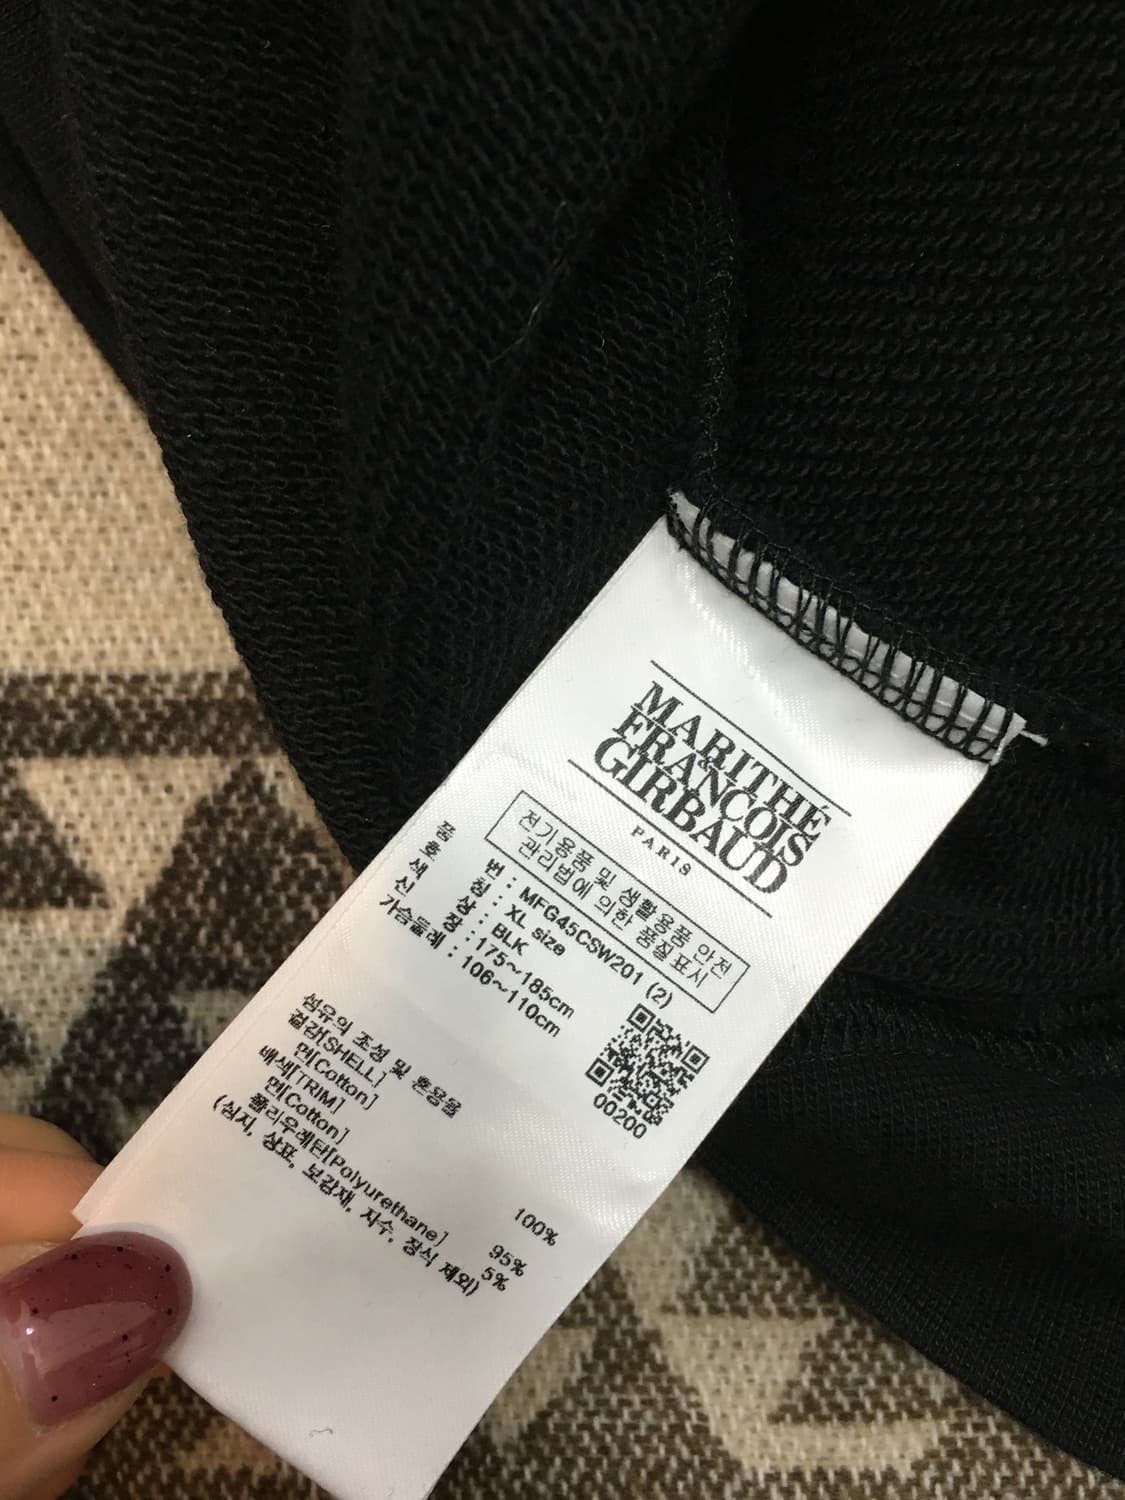 MARITHÉ
FRANÇOIS
&
GIRBAUD
PARIS
전기용품 및 생활용품 안전
관리법에 의한 품질표시
품 번 : MFG45CSW201 (2)
호 칭 : XL size
색 상 : BLK
신 장 : 175~185cm
가슴둘레 : 106~110cm
00200
섬유의 조성 및 혼용율
겉감[SHELL]
면[Cotton] 100%
배색[TRIM]
면[Cotton] 95%
폴리우레탄[Polyurethane] 5%
(심지, 상표, 보강재, 자수, 장식 제외)